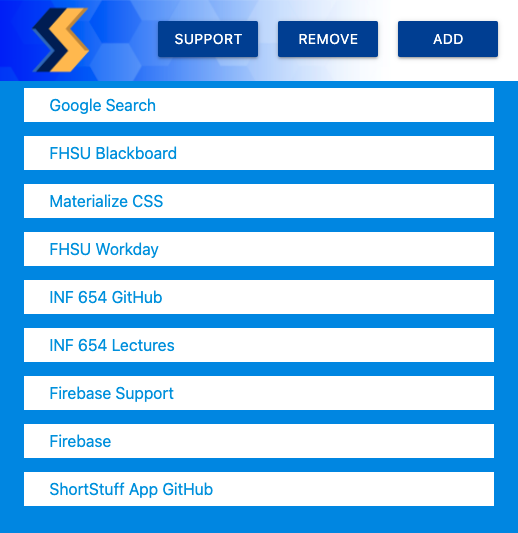 SUPPORT REMOVE ADD
Google Search
FHSU Blackboard
Materialize CSS
FHSU Workday
INF 654 GitHub
INF 654 Lectures
Firebase Support
Firebase
ShortStuff App GitHub